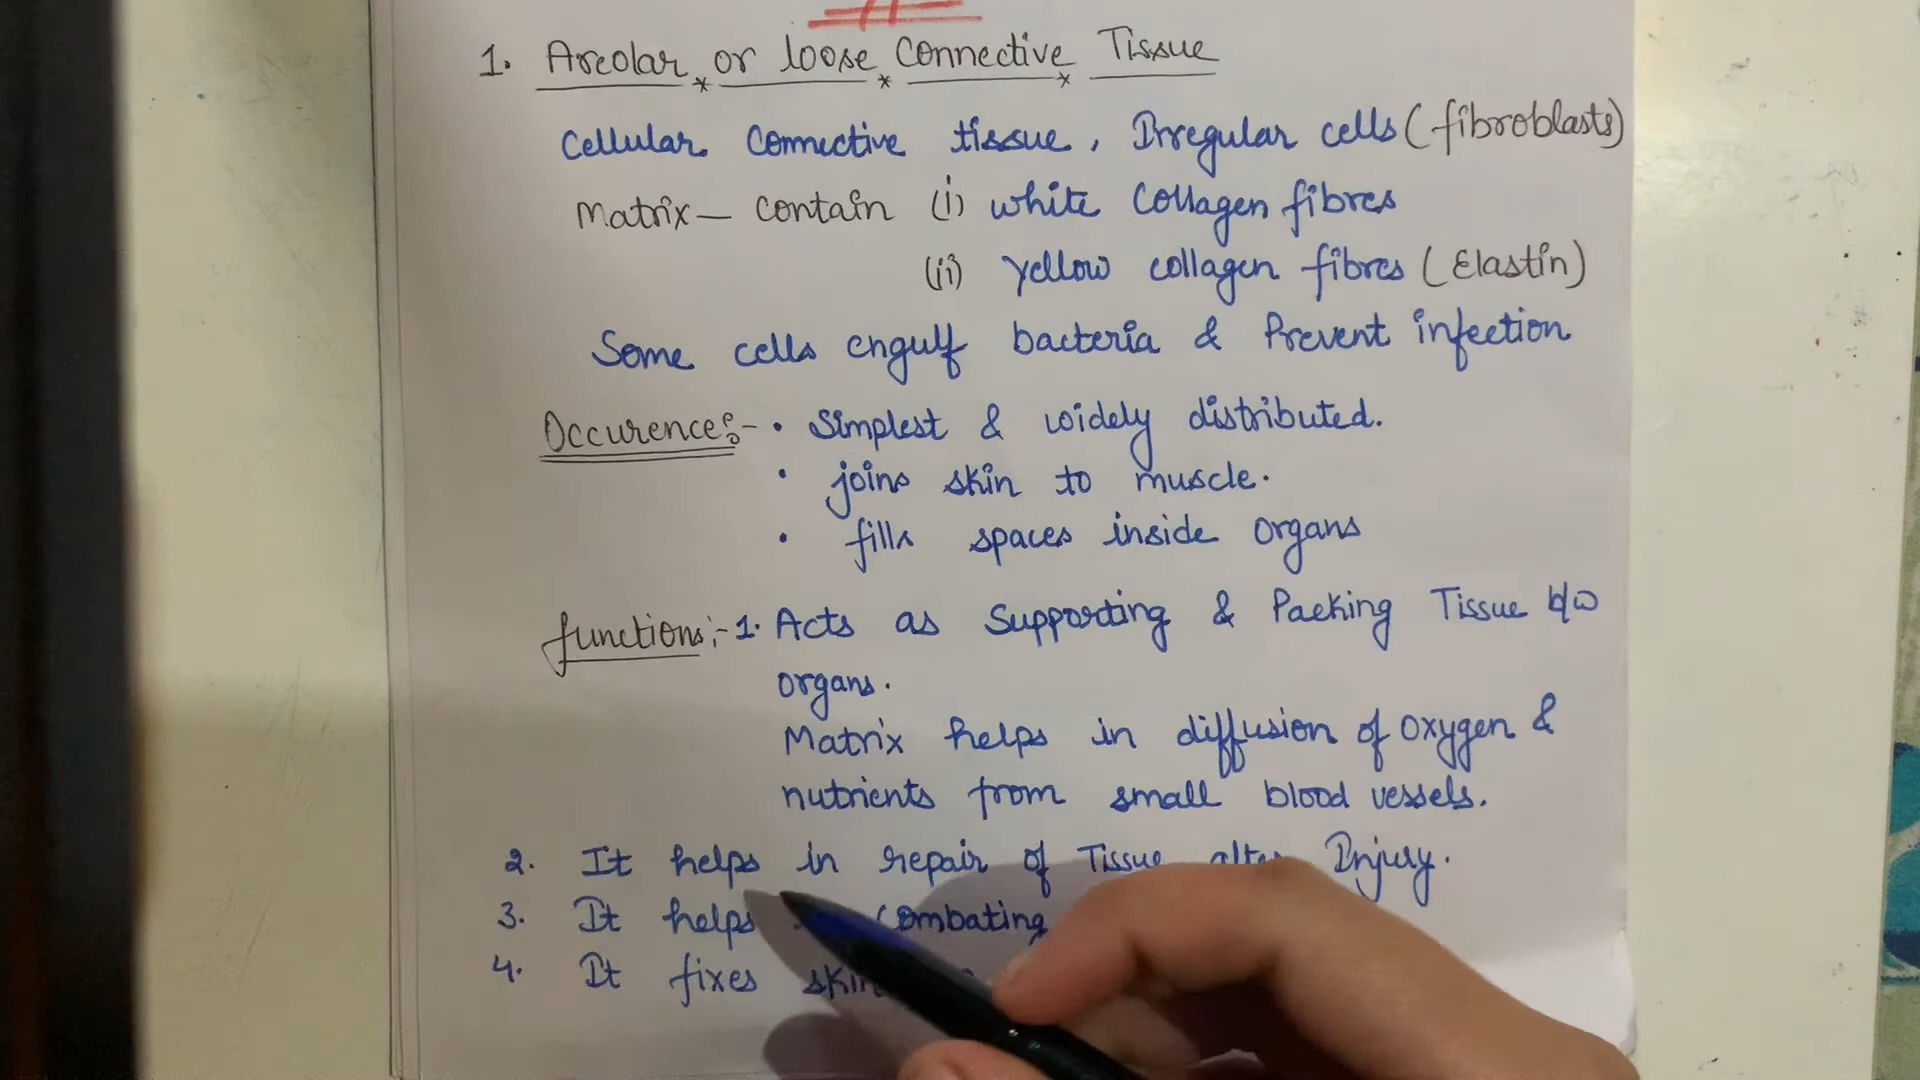 1. Areolar or loose Connective Tissue
Cellular Connective tissue, Irregular cells (fibroblasts)
Matrix — contain (i) white Collagen fibres
(ii) yellow collagen fibres (Elastin)
Some cells engulf bacteria & Prevent infection
Occurence:- • Simplest & widely distributed.
• joins skin to muscle.
• fills spaces inside organs
functions:- 1. Acts as Supporting & Packing Tissue b/w
organs.
Matrix helps in diffusion of oxygen &
nutrients from small blood vessels.
2. It helps in repair of Tissue after Injury.
3. It helps combating
4. It fixes skin